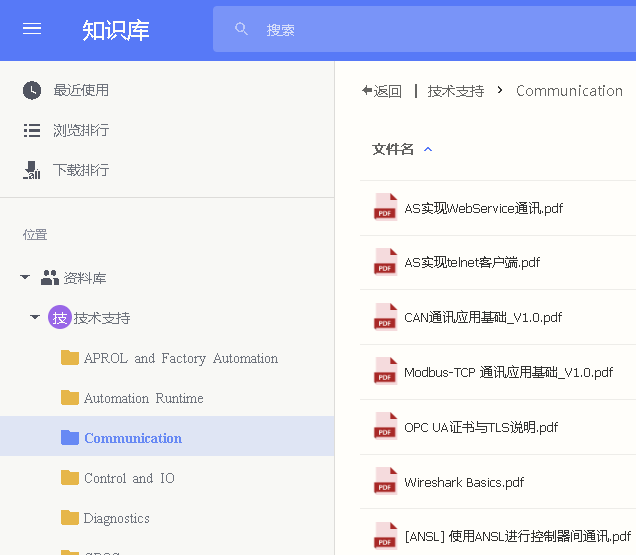 知识库
搜索
最近使用
浏览排行
下载排行
位置
资料库
技 技术支持
APROL and Factory Automation
Automation Runtime
Communication
Control and IO
Diagnostics
返回 | 技术支持 > Communication
文件名
AS实现WebService通讯.pdf
AS实现telnet客户端.pdf
CAN通讯应用基础_V1.0.pdf
Modbus-TCP 通讯应用基础_V1.0.pdf
OPC UA证书与TLS说明.pdf
Wireshark Basics.pdf
[ANSL] 使用ANSL进行控制器间通讯.pdf